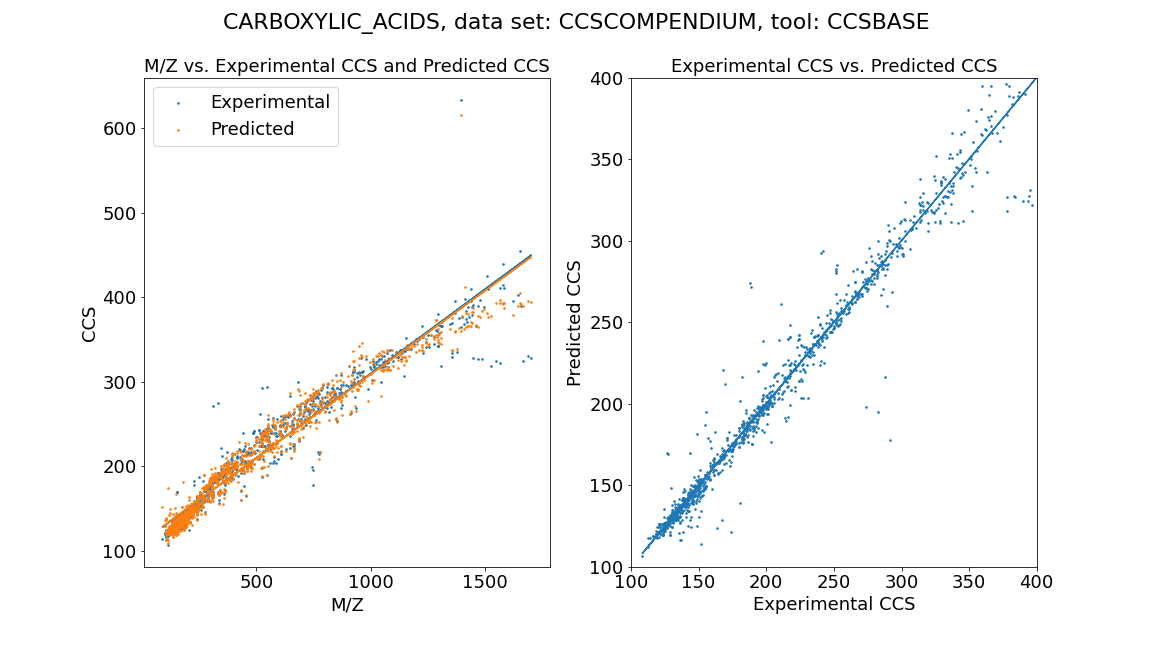 CARBOXYLIC_ACIDS, data set: CCSCOMPENDIUM, tool: CCSBASE
M/Z vs. Experimental CCS and Predicted CCS
Experimental
Predicted
600
500
400
300
200
100
CCS
500
1000
1500
M/Z
Experimental CCS vs. Predicted CCS
400
350
300
250
200
150
100
Predicted CCS
100
150
200
250
300
350
400
Experimental CCS